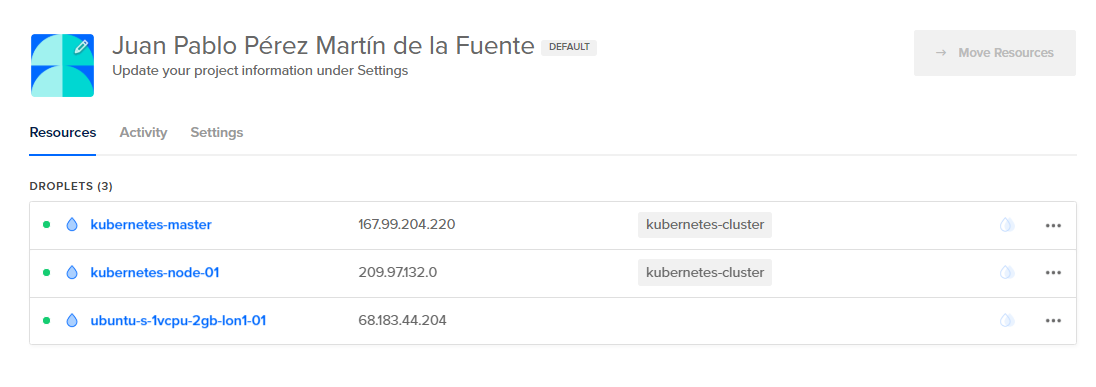 Juan Pablo Pérez Martín de la Fuente DEFAULT
Update your project information under Settings
→ Move Resources
Resources Activity Settings
DROPLETS (3)
kubernetes-master 167.99.204.220 kubernetes-cluster
kubernetes-node-01 209.97.132.0 kubernetes-cluster
ubuntu-s-1vcpu-2gb-lon1-01 68.183.44.204